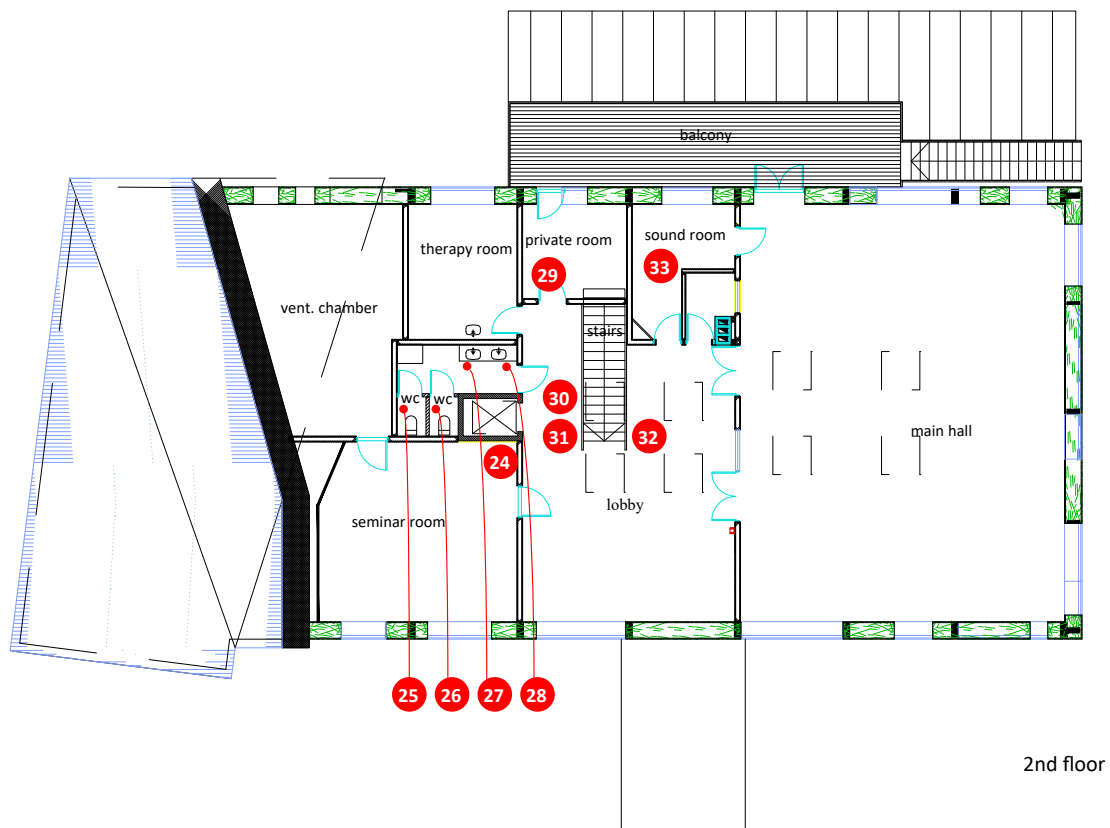 balcony
sound room
private room
therapy room
33
29
vent. chamber
stairs
30
wc
wc
31
32
main hall
24
lobby
seminar room
25
26
27
28
2nd floor